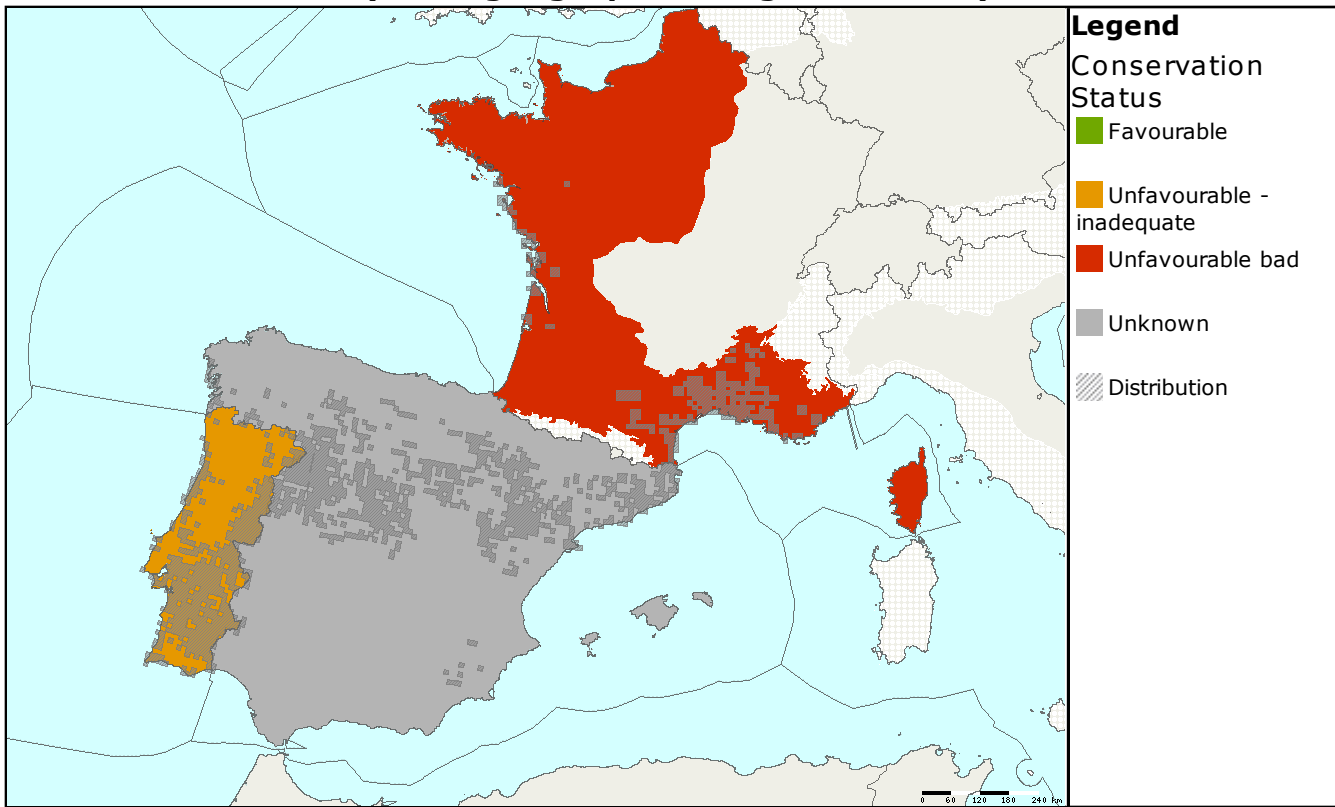 Legend
Conservation
Status
Favourable
Unfavourable -
inadequate
Unfavourable bad
Unknown
Distribution
0 60 120 180 240 km